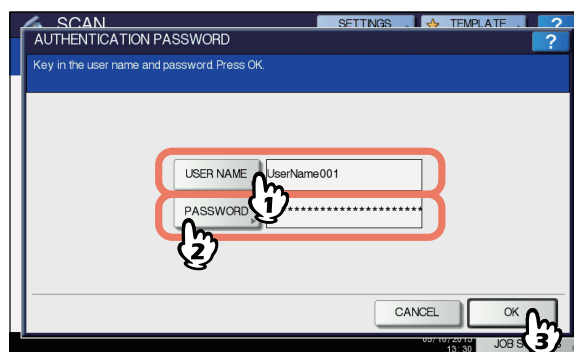 SCAN
SETTINGS TEMPLATE ?
AUTHENTICATION PASSWORD ?
Key in the user name and password. Press OK.
USER NAME UserName001
1
PASSWORD ***********************
2
CANCEL OK
3
13:30 JOB